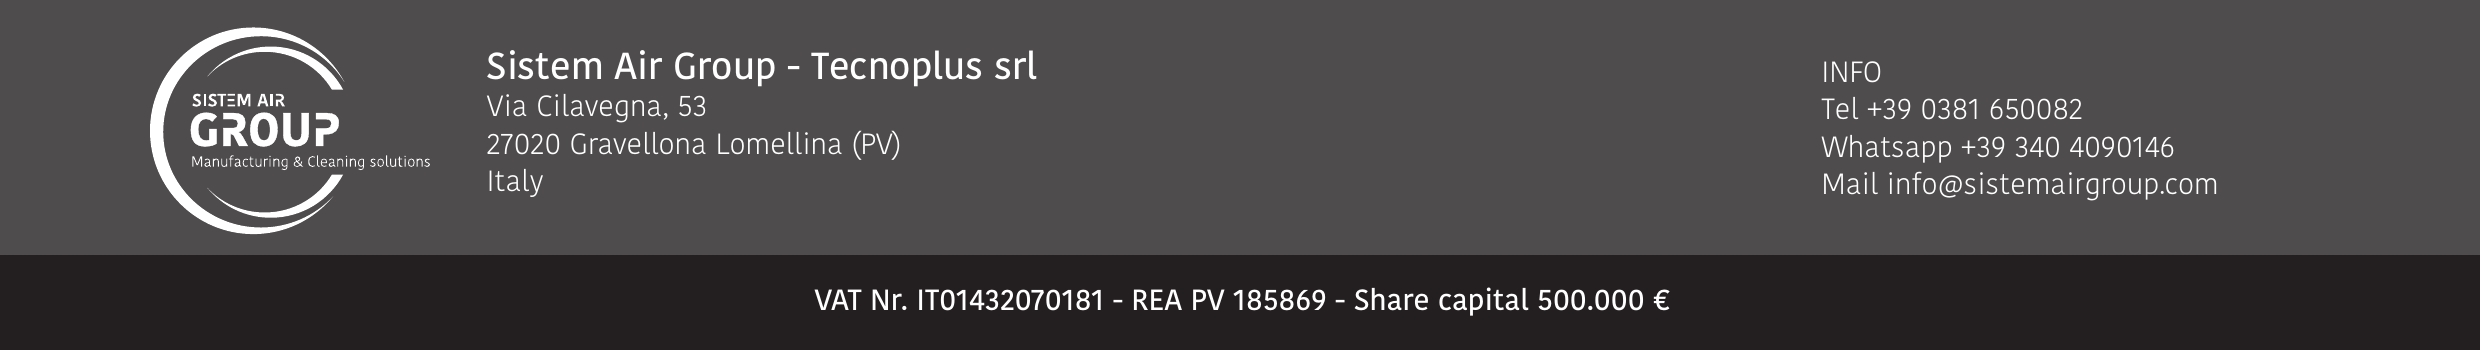 SISTEM AIR
GROUP
Manufacturing & Cleaning solutions
Sistem Air Group - Tecnoplus srl
Via Cilavegna, 53
27020 Gravellona Lomellina (PV)
Italy
INFO
Tel +39 0381 650082
Whatsapp +39 340 4090146
Mail info@sistemairgroup.com
VAT Nr. IT01432070181 - REA PV 185869 - Share capital 500.000 €